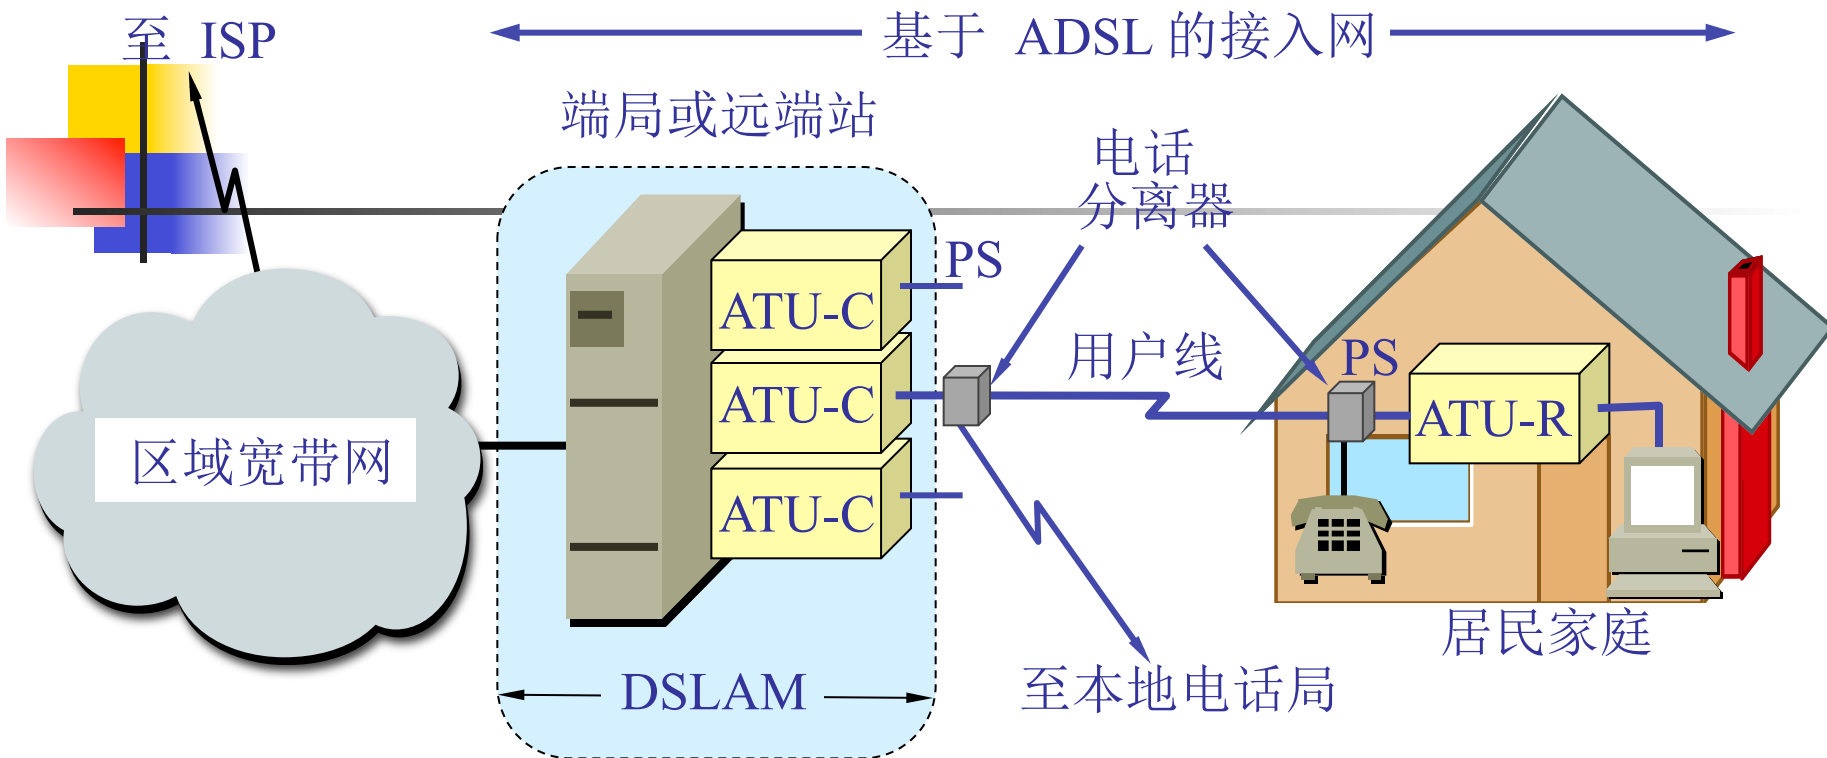 至 ISP
基于 ADSL 的接入网
端局或远端站
电话
分离器
PS
ATU-C
用户线
PS
ATU-C
ATU-R
区域宽带网
ATU-C
居民家庭
DSLAM
至本地电话局